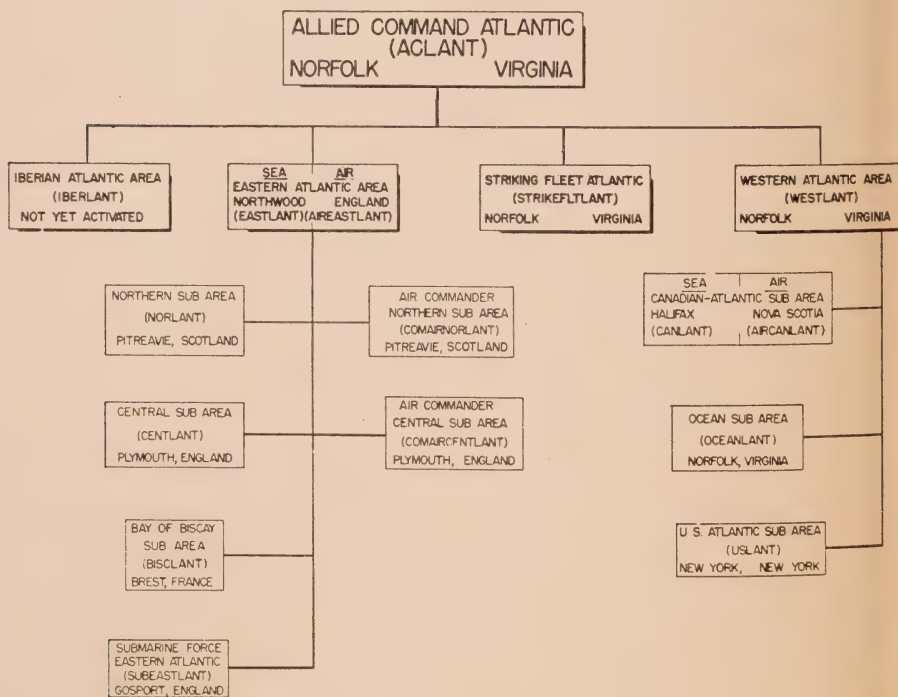 ALLIED COMMAND ATLANTIC
(ACLANT)
NORFOLK VIRGINIA
IBERIAN ATLANTIC AREA
(IBERLANT)
NOT YET ACTIVATED
SEA AIR
EASTERN ATLANTIC AREA
NORTHWOOD ENGLAND
(EASTLANT)(AIREASTLANT)
STRIKING FLEET ATLANTIC
(STRIKEFLTLANT)
NORFOLK VIRGINIA
WESTERN ATLANTIC AREA
(WESTLANT)
NORFOLK VIRGINIA
NORTHERN SUB AREA
(NORLANT)
PITREAVIE, SCOTLAND
AIR COMMANDER
NORTHERN SUB AREA
(COMAIRNORLANT)
PITREAVIE, SCOTLAND
SEA AIR
CANADIAN-ATLANTIC SUB AREA
HALIFAX NOVA SCOTIA
(CANLANT) (AIRCANLANT)
CENTRAL SUB AREA
(CENTLANT)
PLYMOUTH, ENGLAND
AIR COMMANDER
CENTRAL SUB AREA
(COMAIRCENTLANT)
PLYMOUTH, ENGLAND
OCEAN SUB AREA
(OCEANLANT)
NORFOLK, VIRGINIA
BAY OF BISCAY
SUB AREA
(BISCLANT)
BREST, FRANCE
U.S. ATLANTIC SUB AREA
(USLANT)
NEW YORK, NEW YORK
SUBMARINE FORCE
EASTERN ATLANTIC
(SUBEASTLANT)
GOSPORT, ENGLAND